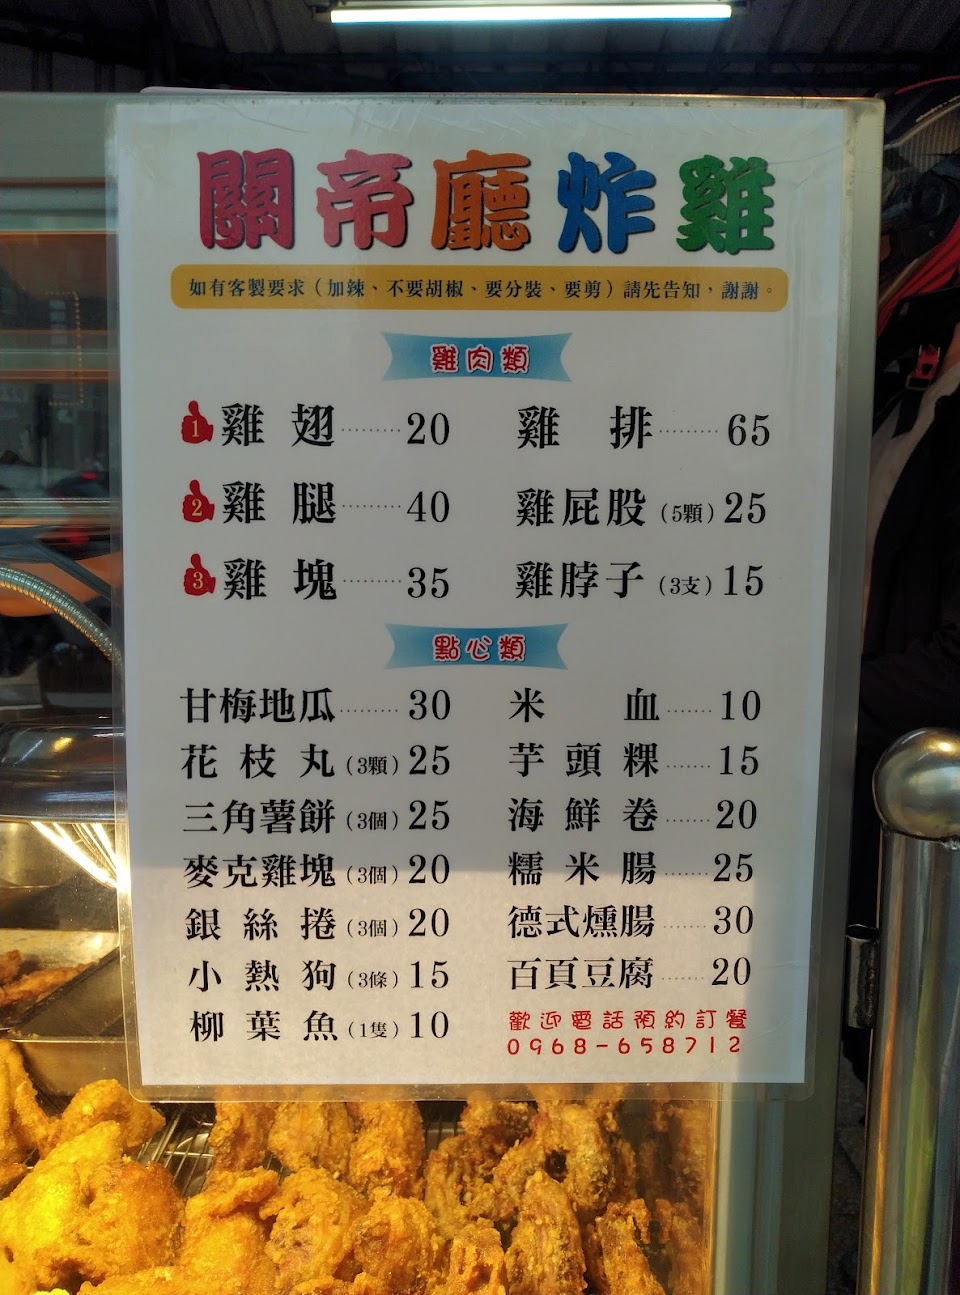 關帝廳炸雞
如有客製要求（加辣、不要胡椒、要分裝、要剪）請先告知，謝謝。
雞肉類
1 雞翅………20 雞排………65
2 雞腿………40 雞屁股（5顆）25
3 雞塊………35 雞脖子（3支）15
點心類
甘梅地瓜………30 米血……10
花枝丸（3顆）25 芋頭粿……15
三角薯餅（3個）25 海鮮卷……20
麥克雞塊（3個）20 糯米腸……25
銀絲捲（3個）20 德式燻腸……30
小熱狗（3條）15 百頁豆腐……20
柳葉魚（1隻）10 歡迎電話預約訂餐
0968-658712